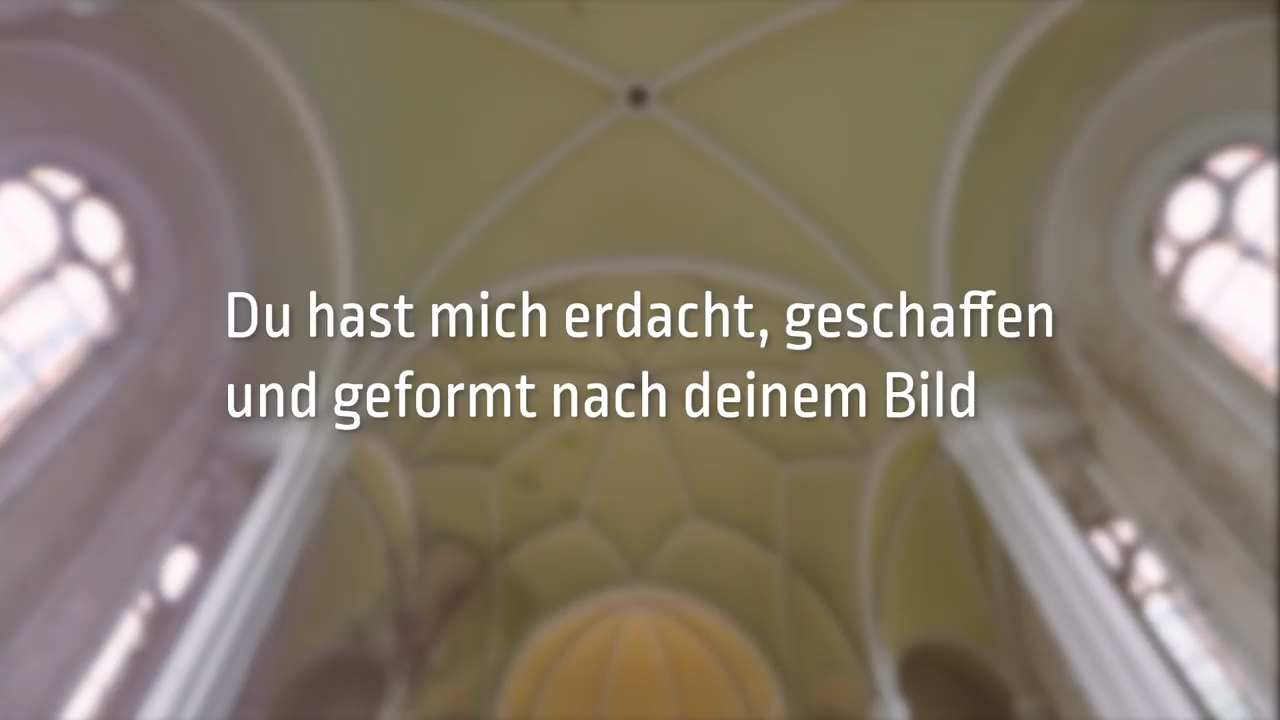 Du hast mich erdacht, geschaffen
und geformt nach deinem Bild